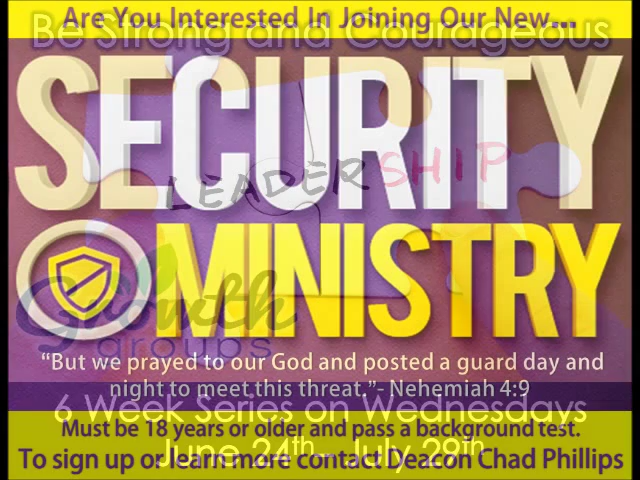 Are You Interested In Joining Our New...
Be Strong and Courageous
SECURITY
LEADERSHIP
MINISTRY
Growth
groups
“But we prayed to our God and posted a guard day and
night to meet this threat.”- Nehemiah 4:9
6 Week Series on Wednesdays
Must be 18 years or older and pass a background test.
June 24th - July 29th
To sign up or learn more contact Deacon Chad Phillips